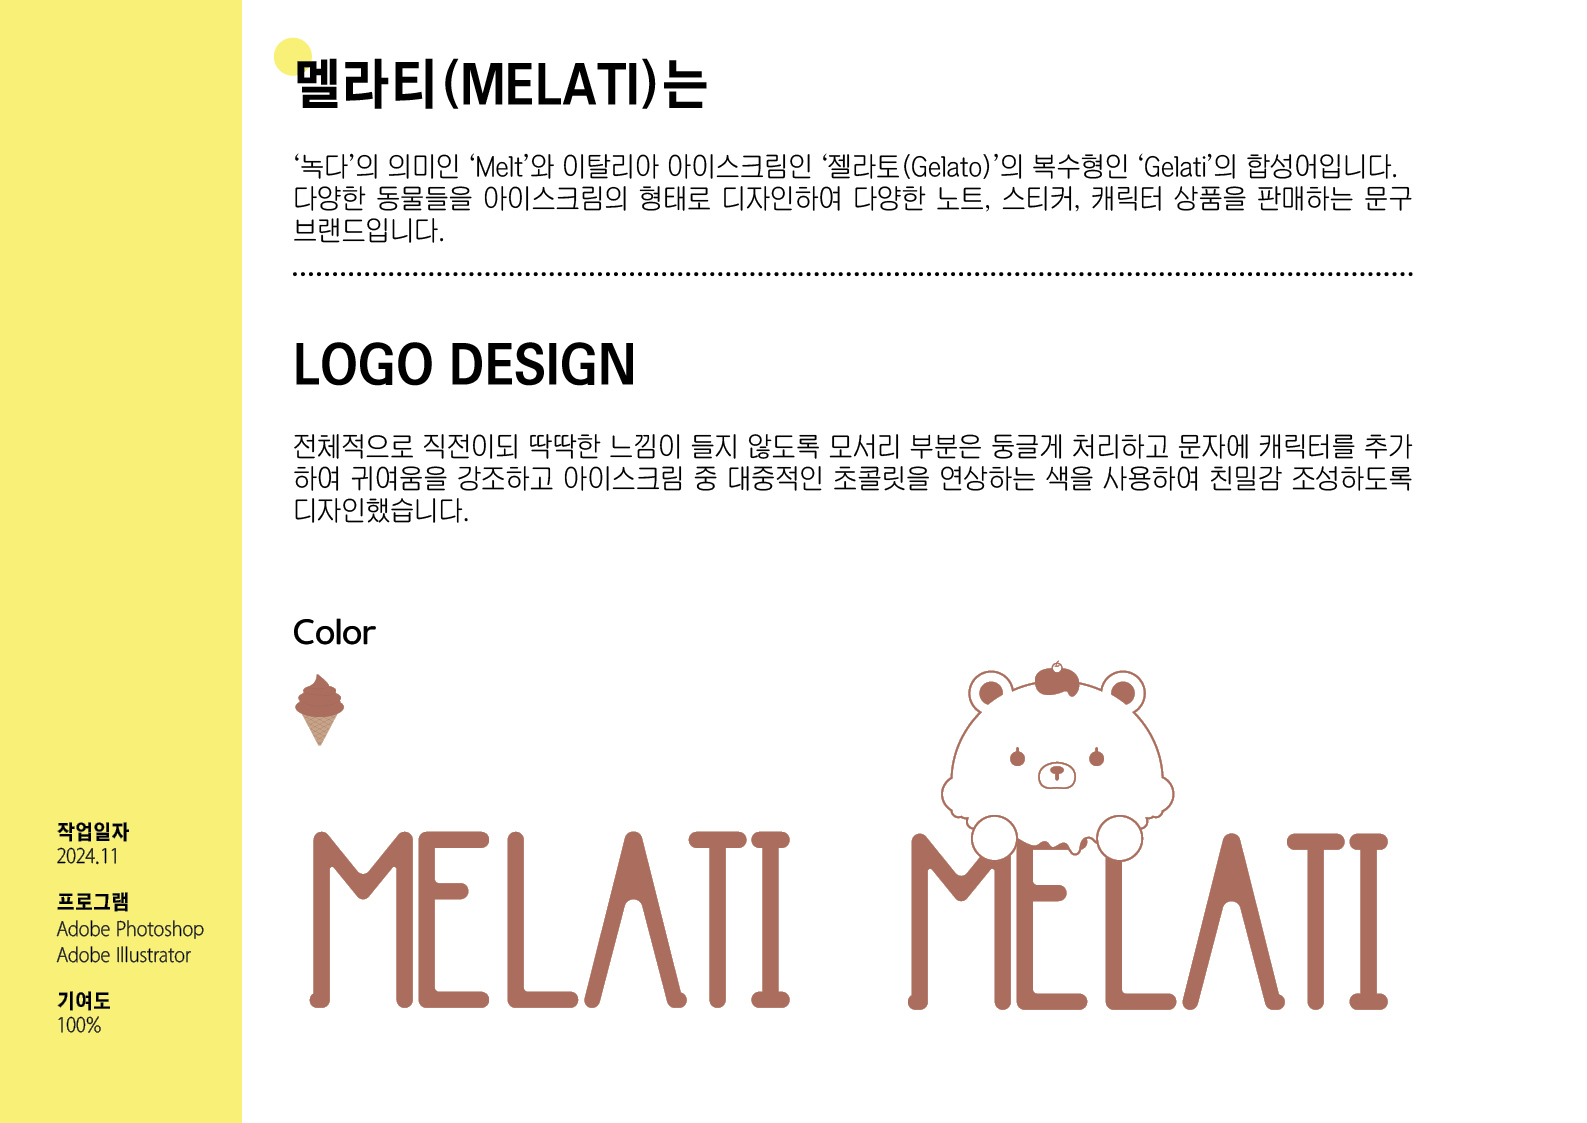 멜라티(MELATI)는
‘녹다’의 의미인 ‘Melt’와 이탈리아 아이스크림인 ‘젤라토(Gelato)’의 복수형인 ‘Gelati’의 합성어입니다.
다양한 동물들을 아이스크림의 형태로 디자인하여 다양한 노트, 스티커, 캐릭터 상품을 판매하는 문구
브랜드입니다.
LOGO DESIGN
전체적으로 직전이되 딱딱한 느낌이 들지 않도록 모서리 부분은 둥글게 처리하고 문자에 캐릭터를 추가
하여 귀여움을 강조하고 아이스크림 중 대중적인 초콜릿을 연상하는 색을 사용하여 친밀감 조성하도록
디자인했습니다.
Color
MELATI
MELATI
작업일자
2024.11
프로그램
Adobe Photoshop
Adobe Illustrator
기여도
100%